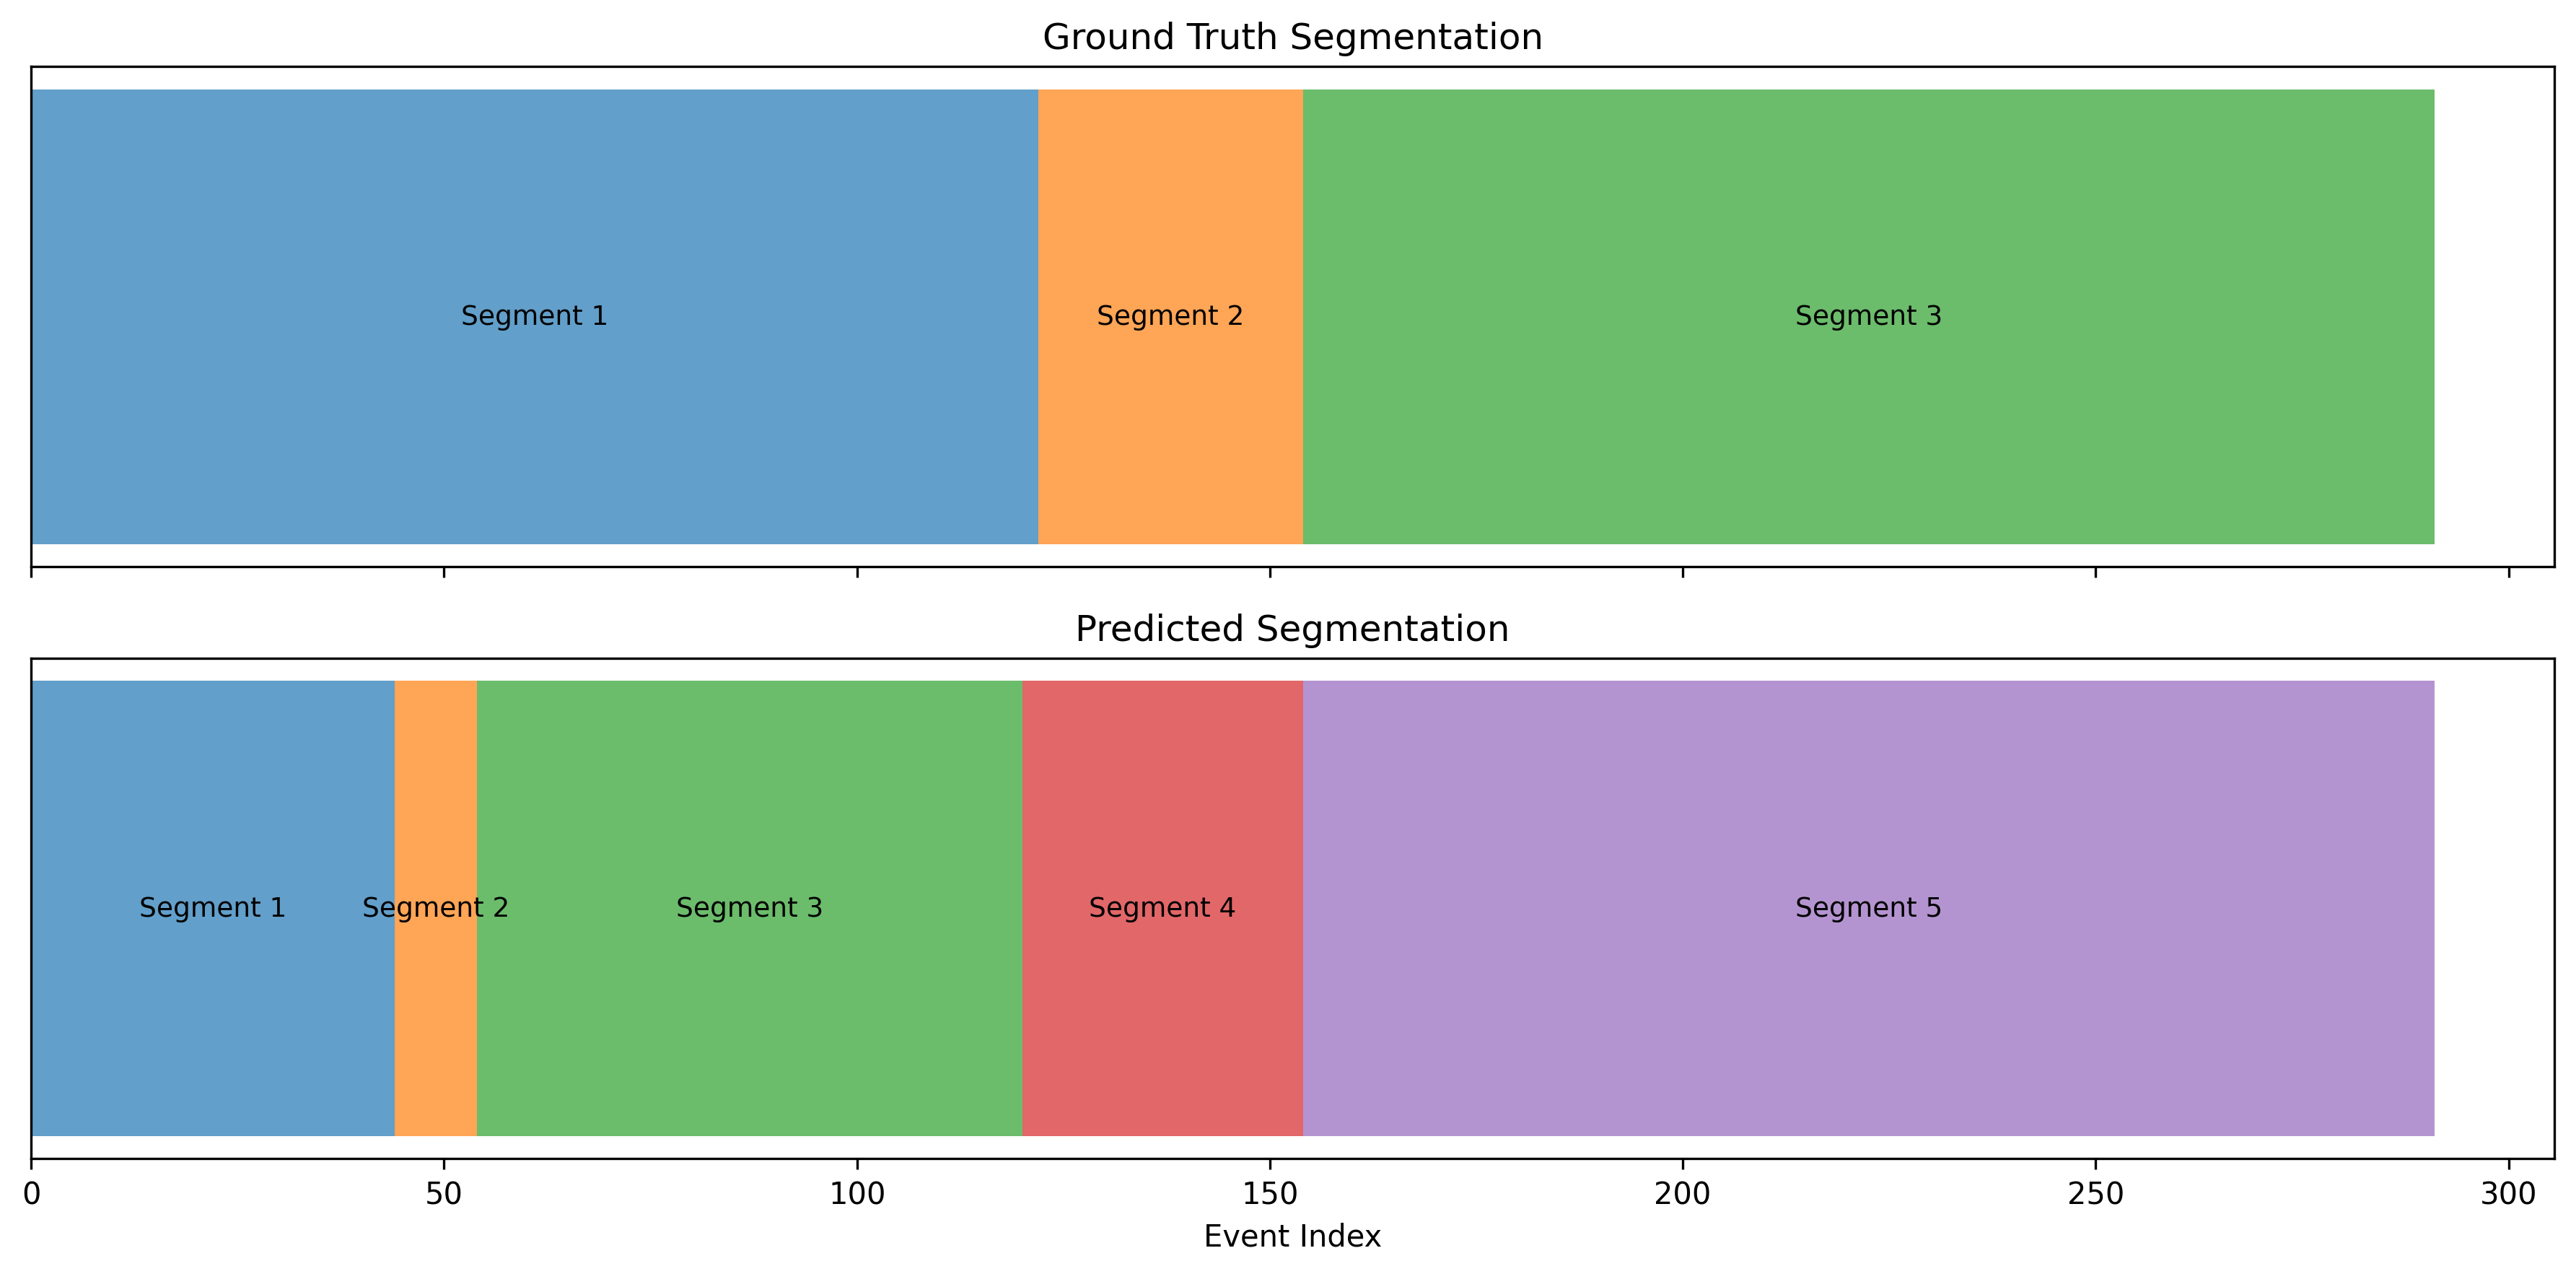 Ground Truth Segmentation
Segment 1 Segment 2 Segment 3
Predicted Segmentation
Segment 1 Segment 2 Segment 3 Segment 4 Segment 5
0 50 100 150 200 250 300
Event Index